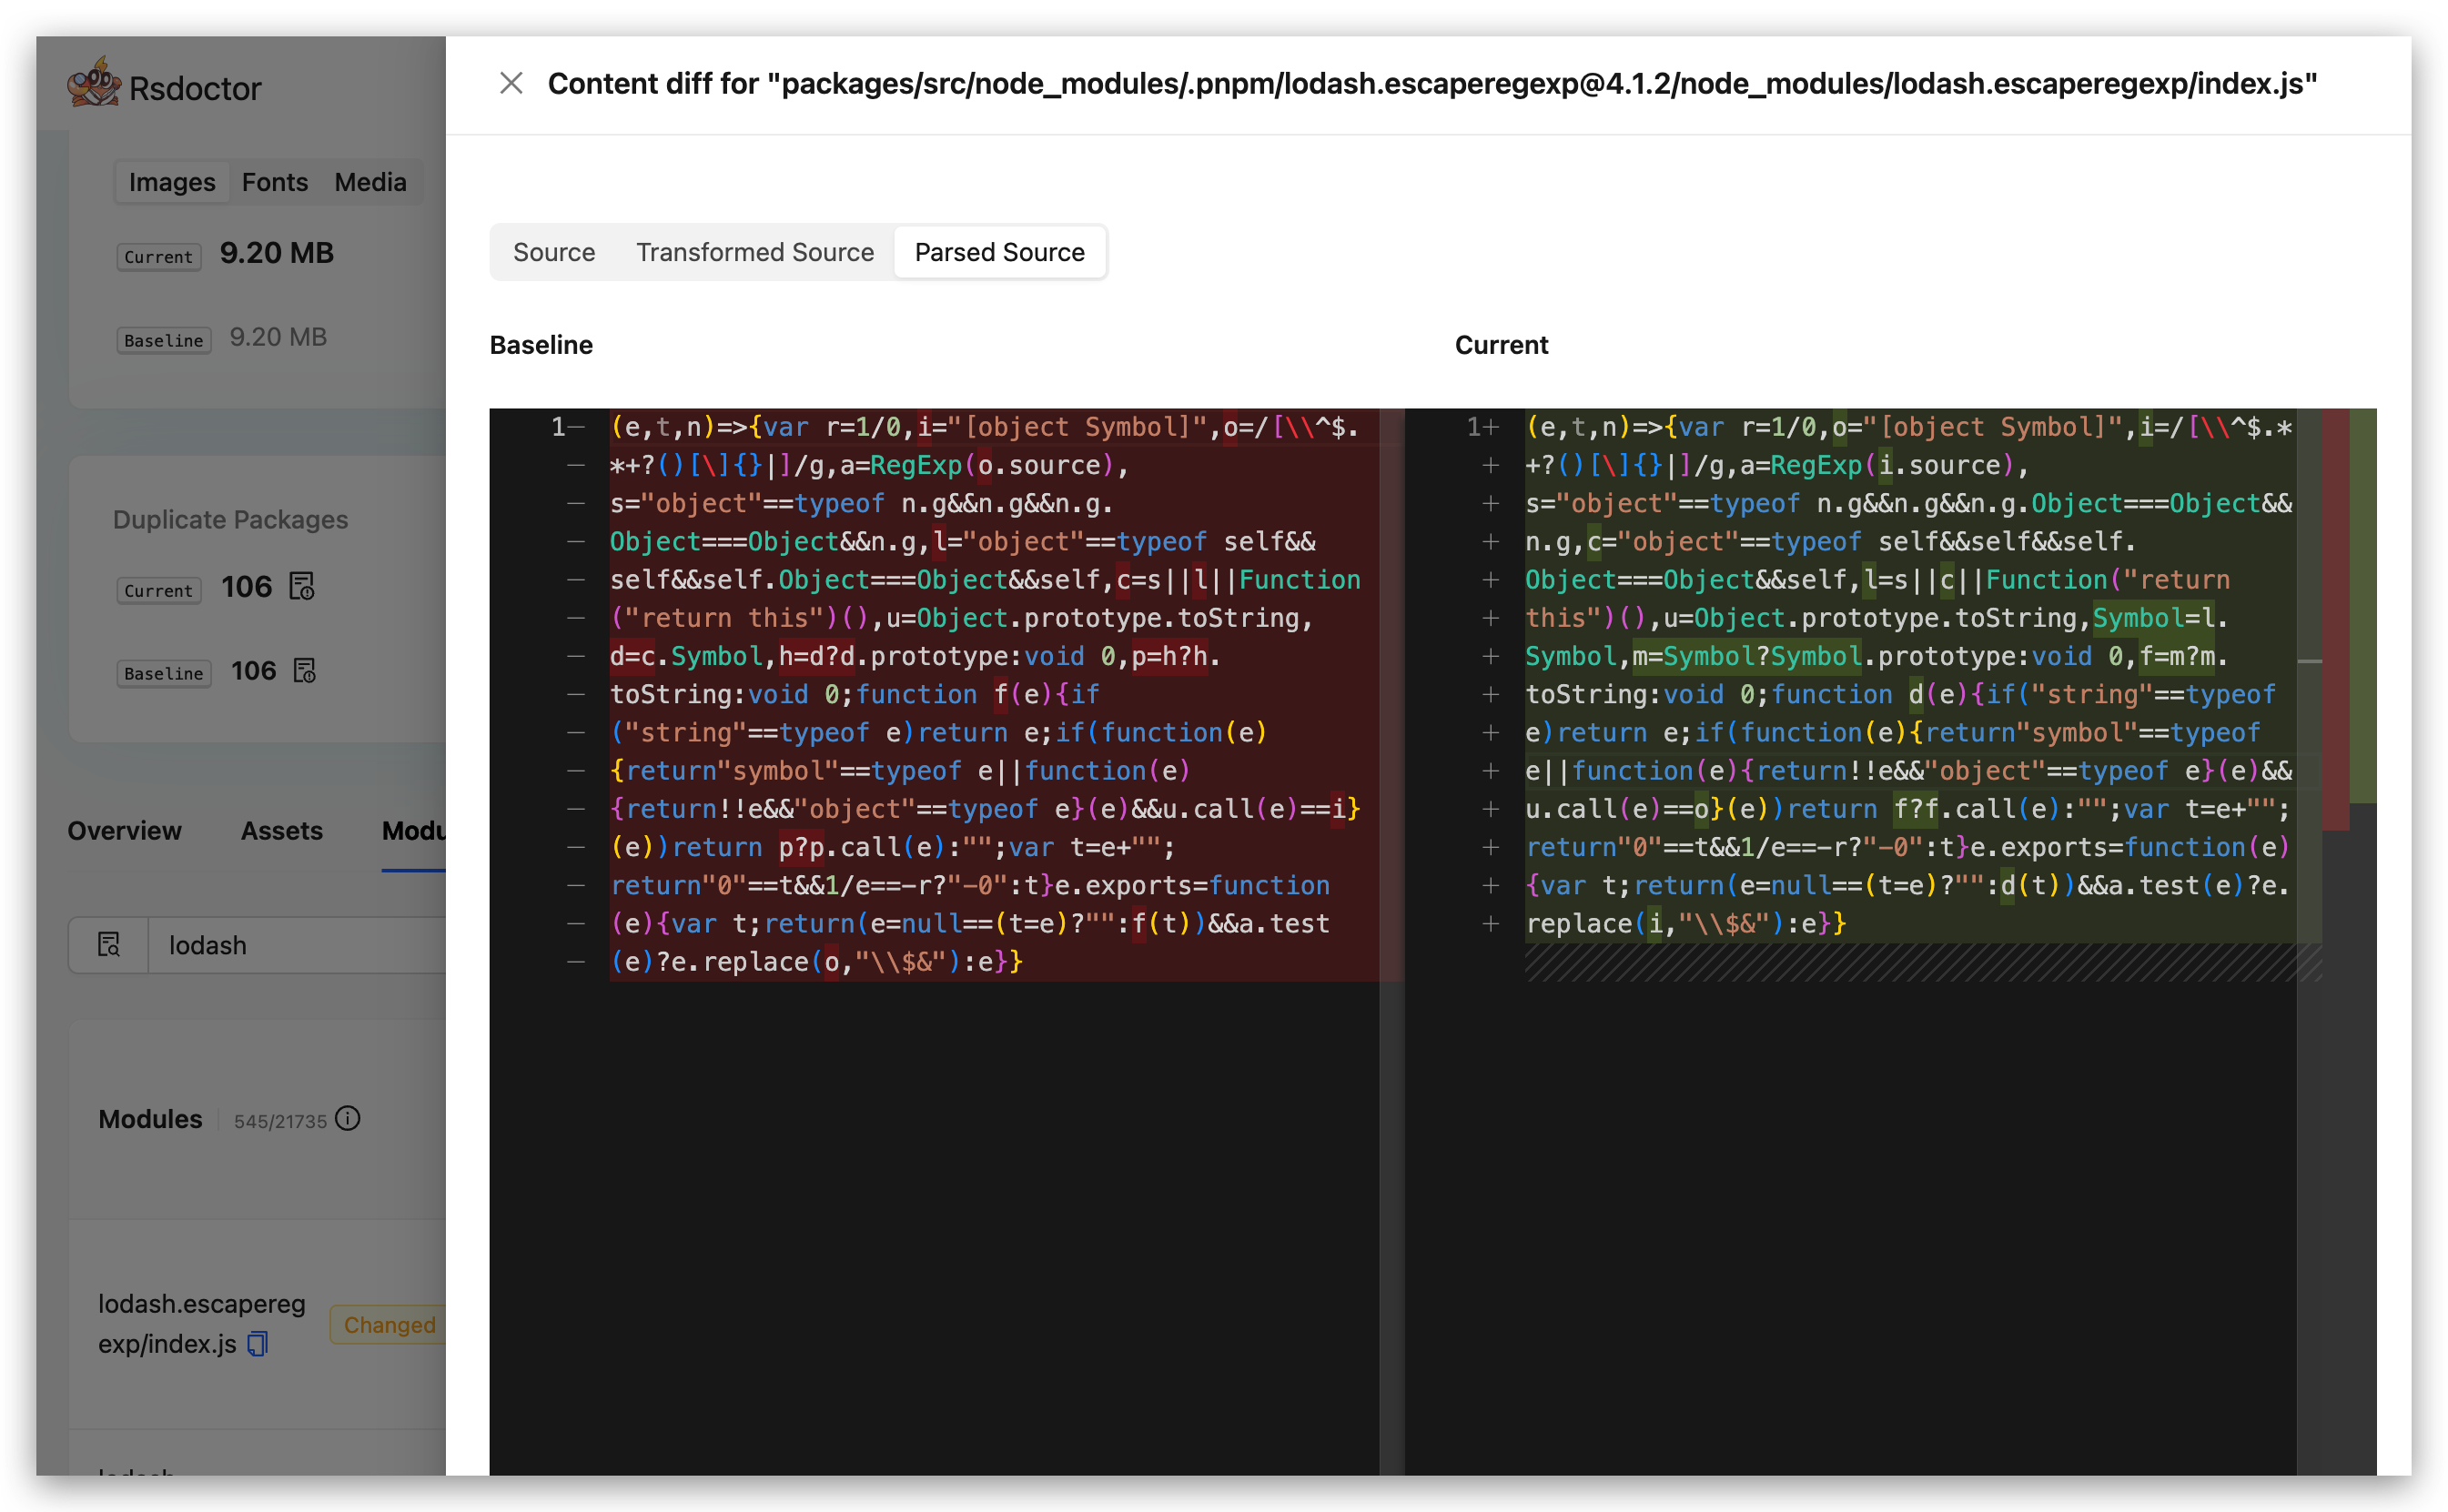 Rsdoctor
Images Fonts Media
Current 9.20 MB
Baseline 9.20 MB
Duplicate Packages
Current 106
Baseline 106
Overview Assets Modu
lodash
Modules 545/21735
lodash.escapereg
exp/index.js
Changed
Content diff for "packages/src/node_modules/.pnpm/lodash.escaperegexp@4.1.2/node_modules/lodash.escaperegexp/index.js"
Source Transformed Source Parsed Source
Baseline
1— (e,t,n)=>{var r=1/0,i="[object Symbol]",o=/[\\^$.
— *+?()[\]{}|]/g,a=RegExp(o.source),
— s="object"==typeof n.g&&n.g&&n.g.
— Object===Object&&n.g,l="object"==typeof self&&
— self&&self.Object===Object&&self,c=s||l||Function
— ("return this")(),u=Object.prototype.toString,
— d=c.Symbol,h=d?d.prototype:void 0,p=h?h.
— toString:void 0;function f(e){if
— ("string"==typeof e)return e;if(function(e)
— {return"symbol"==typeof e||function(e)
— {return!!e&&"object"==typeof e}(e)&&u.call(e)==i}
— (e))return p?p.call(e):"";var t=e+"";
— return"0"==t&&1/e==-r?"-0":t}e.exports=function
— (e){var t;return(e=null==(t=e)?"":f(t))&&a.test
— (e)?e.replace(o,"\\$&"):e}}
Current
1+ (e,t,n)=>{var r=1/0,o="[object Symbol]",i=/[\\^$.*
+ +?()[\]{}|]/g,a=RegExp(i.source),
+ s="object"==typeof n.g&&n.g&&n.g.Object===Object&&
+ n.g,c="object"==typeof self&&self&&self.
+ Object===Object&&self,l=s||c||Function("return
+ this")(),u=Object.prototype.toString,Symbol=l.
+ Symbol,m=Symbol?Symbol.prototype:void 0,f=m?m.
+ toString:void 0;function d(e){if("string"==typeof
+ e)return e;if(function(e){return"symbol"==typeof
+ e||function(e){return!!e&&"object"==typeof e}(e)&&
+ u.call(e)==o}(e))return f?f.call(e):"";var t=e+"";
+ return"0"==t&&1/e==-r?"-0":t}e.exports=function(e)
+ {var t;return(e=null==(t=e)?"":d(t))&&a.test(e)?e.
+ replace(i,"\\$&"):e}}